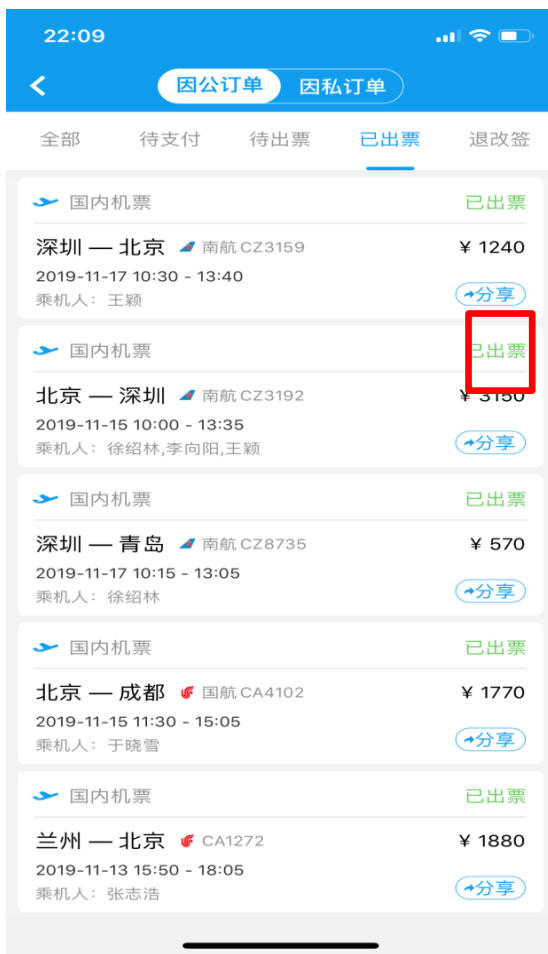 22:09
因公订单 因私订单
全部 待支付 待出票 已出票 退改签
国内机票 已出票
深圳 — 北京 南航 CZ3159 ¥ 1240
2019-11-17 10:30 - 13:40
乘机人：王颖 分享
国内机票 已出票
北京 — 深圳 南航 CZ3192 ¥ 3150
2019-11-15 10:00 - 13:35
乘机人：徐绍林,李向阳,王颖 分享
国内机票 已出票
深圳 — 青岛 南航 CZ8735 ¥ 570
2019-11-17 10:15 - 13:05
乘机人：徐绍林 分享
国内机票 已出票
北京 — 成都 国航 CA4102 ¥ 1770
2019-11-15 11:30 - 15:05
乘机人：于晓雪 分享
国内机票 已出票
兰州 — 北京 CA1272 ¥ 1880
2019-11-13 15:50 - 18:05
乘机人：张志浩 分享